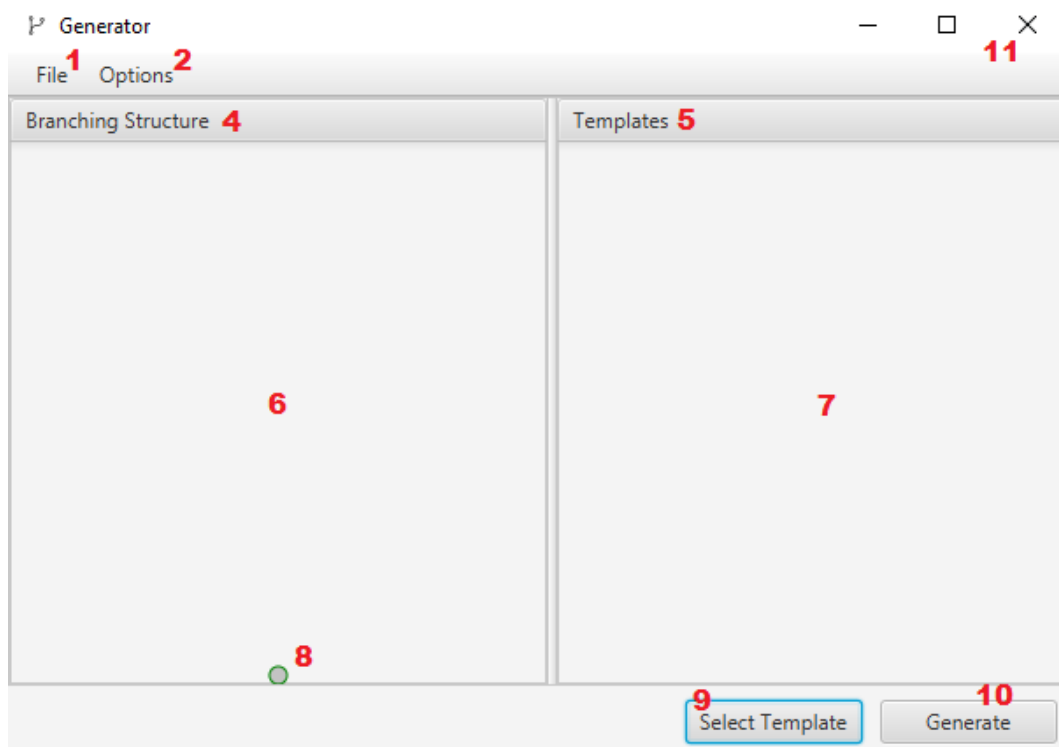 Generator
11
File 1 Options 2
Branching Structure 4 Templates 5
6 7
8
9 10
Select Template Generate